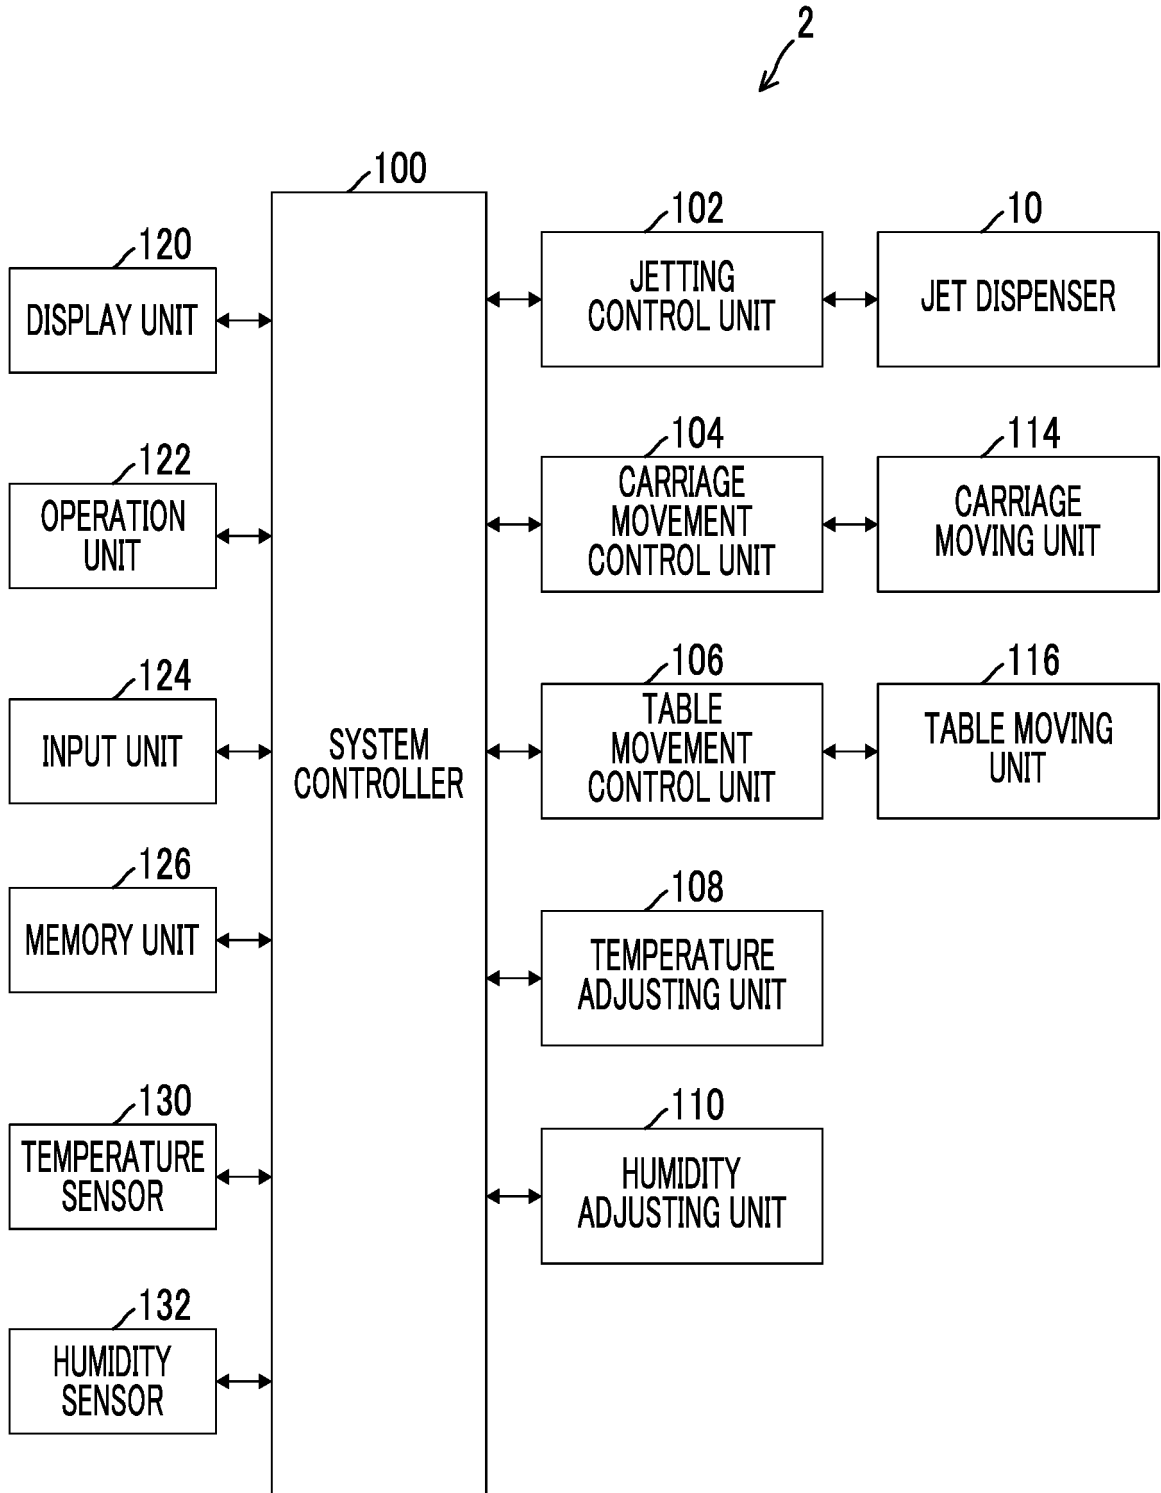 2
100
120
DISPLAY UNIT
122
OPERATION
UNIT
124
INPUT UNIT
126
MEMORY UNIT
130
TEMPERATURE
SENSOR
132
HUMIDITY
SENSOR
SYSTEM
CONTROLLER
102
JETTING
CONTROL UNIT
10
JET DISPENSER
104
CARRIAGE
MOVEMENT
CONTROL UNIT
114
CARRIAGE
MOVING UNIT
106
TABLE
MOVEMENT
CONTROL UNIT
116
TABLE MOVING
UNIT
108
TEMPERATURE
ADJUSTING UNIT
110
HUMIDITY
ADJUSTING UNIT